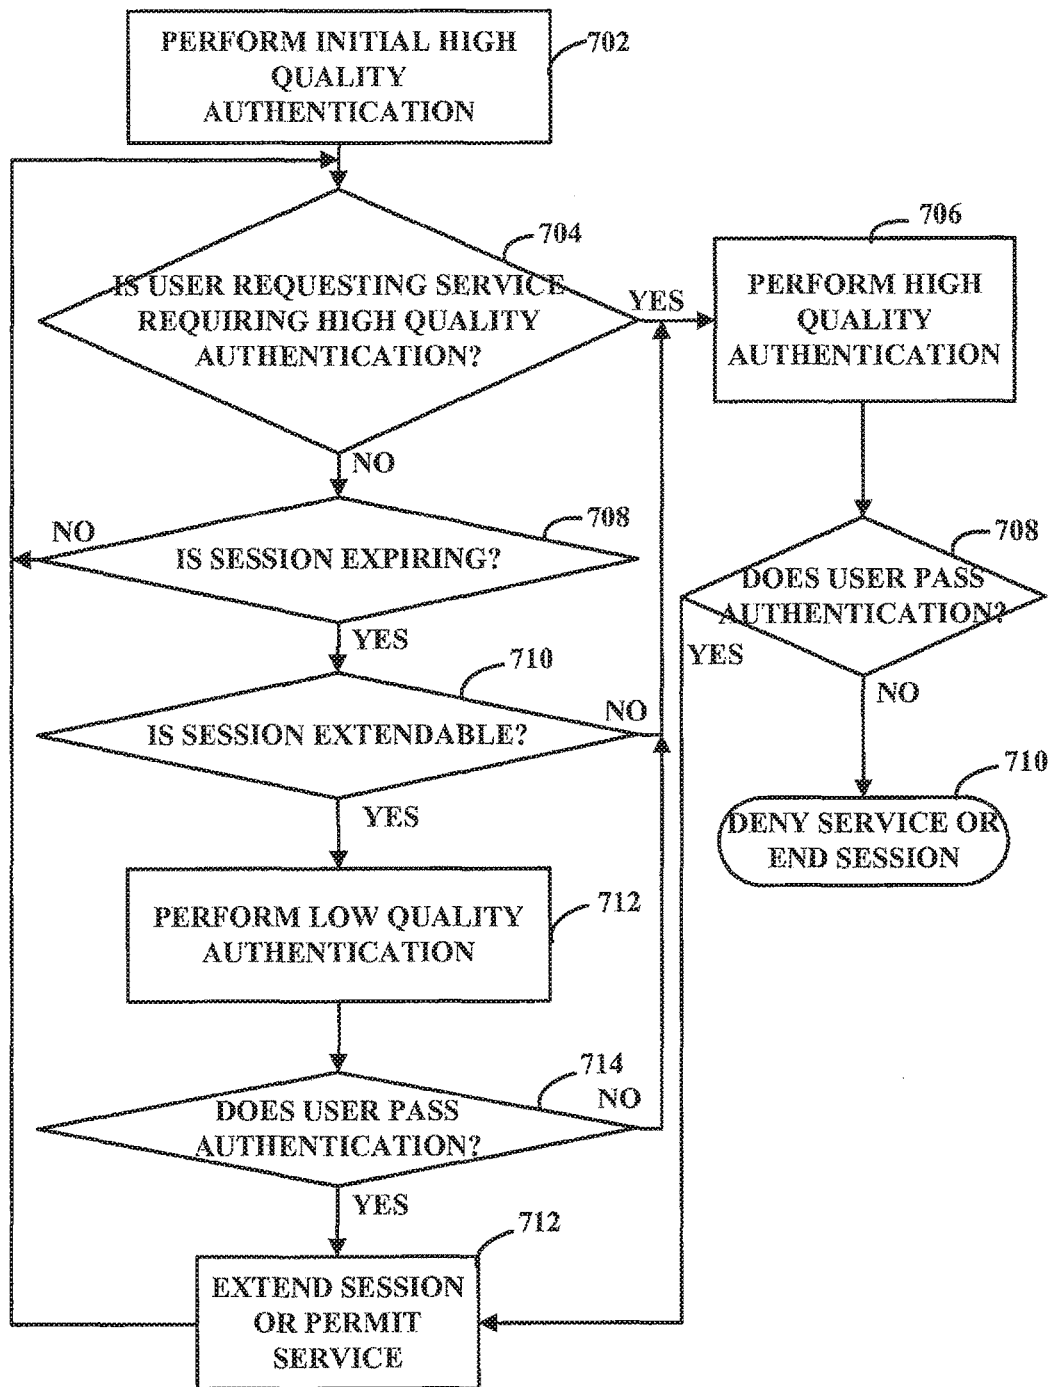 PERFORM INITIAL HIGH
QUALITY
AUTHENTICATION
702
704
IS USER REQUESTING SERVICE
REQUIRING HIGH QUALITY
AUTHENTICATION?
YES
706
PERFORM HIGH
QUALITY
AUTHENTICATION
NO
708
IS SESSION EXPIRING?
NO
YES
708
DOES USER PASS
AUTHENTICATION?
YES
NO
710
IS SESSION EXTENDABLE?
NO
YES
710
DENY SERVICE OR
END SESSION
712
PERFORM LOW QUALITY
AUTHENTICATION
714
DOES USER PASS
AUTHENTICATION?
NO
YES
712
EXTEND SESSION
OR PERMIT
SERVICE